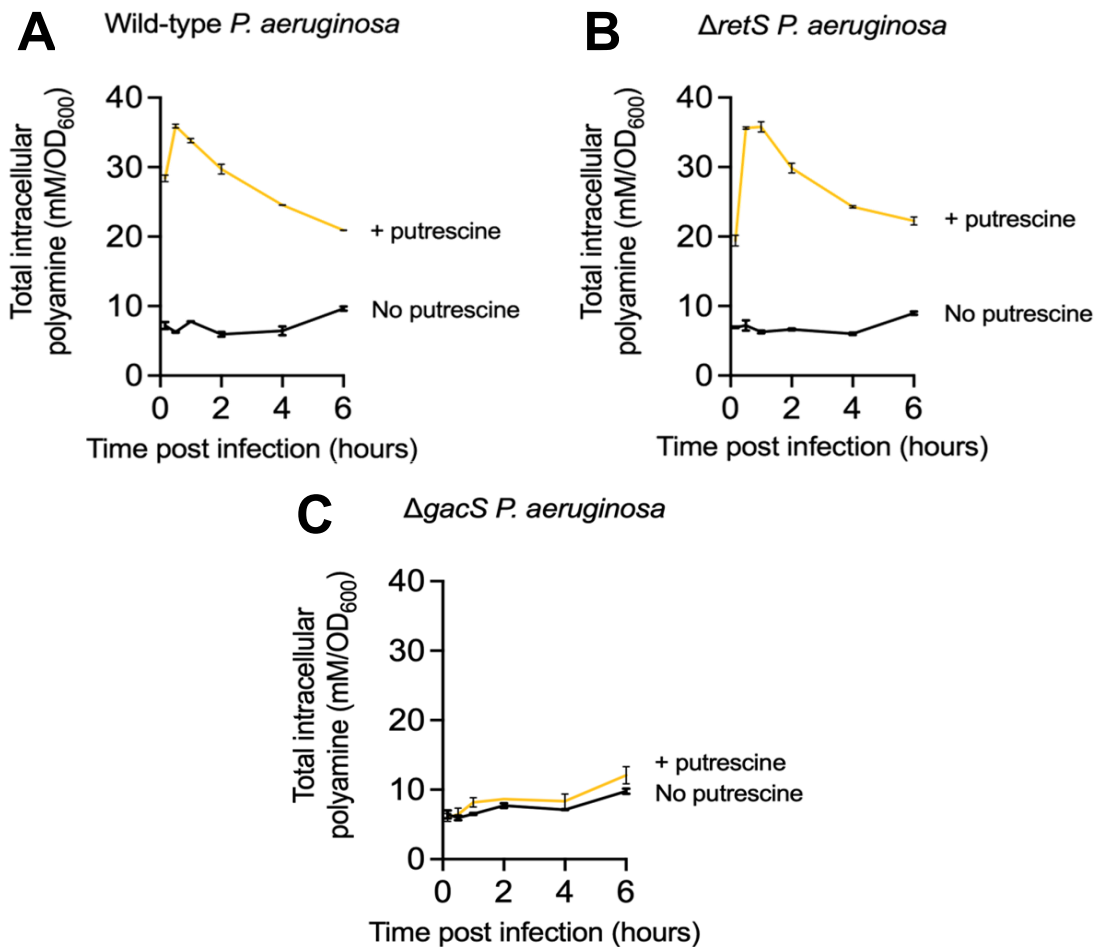 A
Wild-type P. aeruginosa
Total intracellular
polyamine (mM/OD600)
40
30
20
10
0
0 2 4 6
Time post infection (hours)
+ putrescine
No putrescine
B
ΔretS P. aeruginosa
Total intracellular
polyamine (mM/OD600)
40
30
20
10
0
0 2 4 6
Time post infection (hours)
+ putrescine
No putrescine
C
ΔgacS P. aeruginosa
Total intracellular
polyamine (mM/OD600)
40
30
20
10
0
0 2 4 6
Time post infection (hours)
+ putrescine
No putrescine